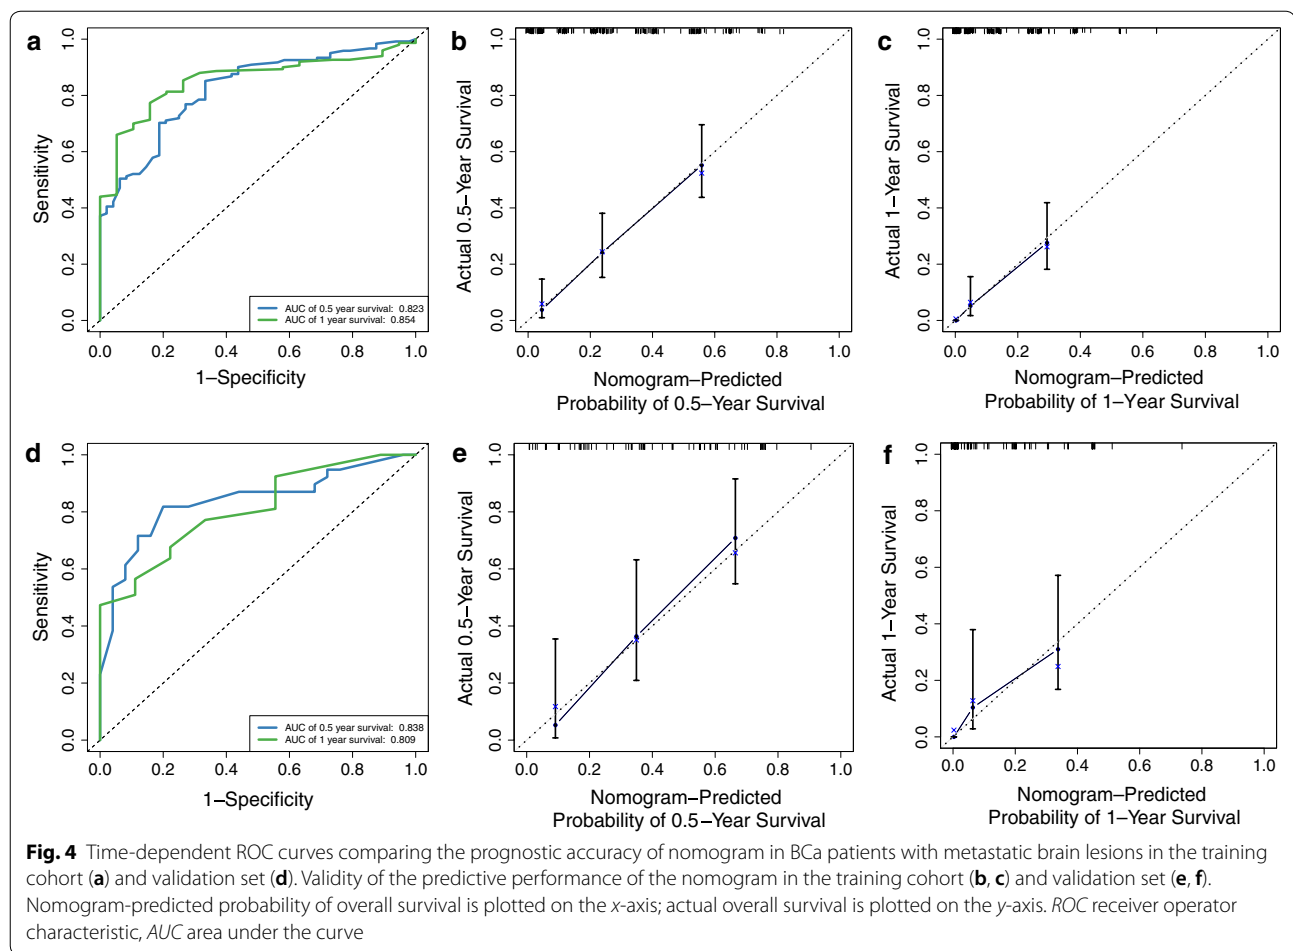 a
1.0
0.8
0.6
0.4
0.2
0.0
Sensitivity
AUC of 0.5 year survival: 0.823
AUC of 1 year survival: 0.854
0.0 0.2 0.4 0.6 0.8 1.0
1–Specificity
b
1.0
0.8
0.6
0.4
0.2
0.0
Actual 0.5–Year Survival
0.0 0.2 0.4 0.6 0.8 1.0
Nomogram–Predicted
Probability of 0.5–Year Survival
c
1.0
0.8
0.6
0.4
0.2
0.0
Actual 1–Year Survival
0.0 0.2 0.4 0.6 0.8 1.0
Nomogram–Predicted
Probability of 1–Year Survival
d
1.0
0.8
0.6
0.4
0.2
0.0
Sensitivity
AUC of 0.5 year survival: 0.838
AUC of 1 year survival: 0.809
0.0 0.2 0.4 0.6 0.8 1.0
1–Specificity
e
1.0
0.8
0.6
0.4
0.2
0.0
Actual 0.5–Year Survival
0.0 0.2 0.4 0.6 0.8 1.0
Nomogram–Predicted
Probability of 0.5–Year Survival
f
1.0
0.8
0.6
0.4
0.2
0.0
Actual 1–Year Survival
0.0 0.2 0.4 0.6 0.8 1.0
Nomogram–Predicted
Probability of 1–Year Survival
Fig. 4 Time-dependent ROC curves comparing the prognostic accuracy of nomogram in BCa patients with metastatic brain lesions in the training
cohort (a) and validation set (d). Validity of the predictive performance of the nomogram in the training cohort (b, c) and validation set (e, f).
Nomogram-predicted probability of overall survival is plotted on the x-axis; actual overall survival is plotted on the y-axis. ROC receiver operator
characteristic, AUC area under the curve